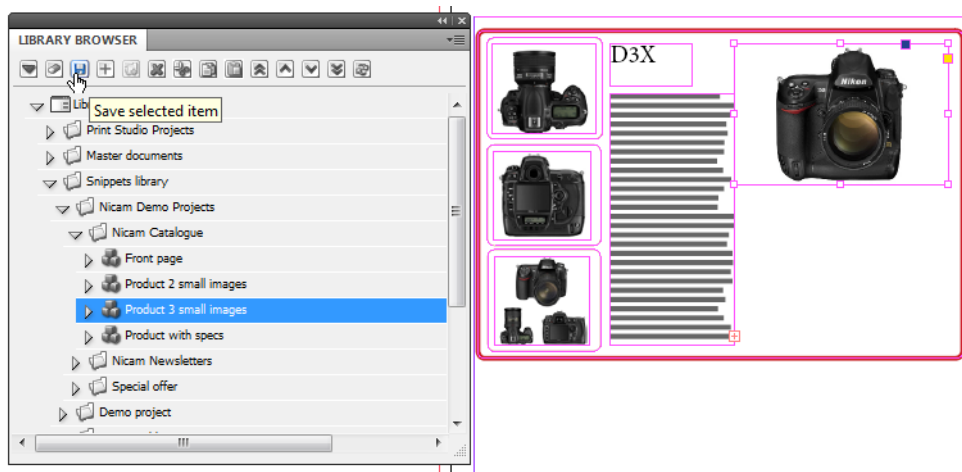 LIBRARY BROWSER
Save selected item
Print Studio Projects
Master documents
Snippets library
Nicam Demo Projects
Nicam Catalogue
Front page
Product 2 small images
Product 3 small images
Product with specs
Nicam Newsletters
Special offer
Demo project
D3X
Nikon